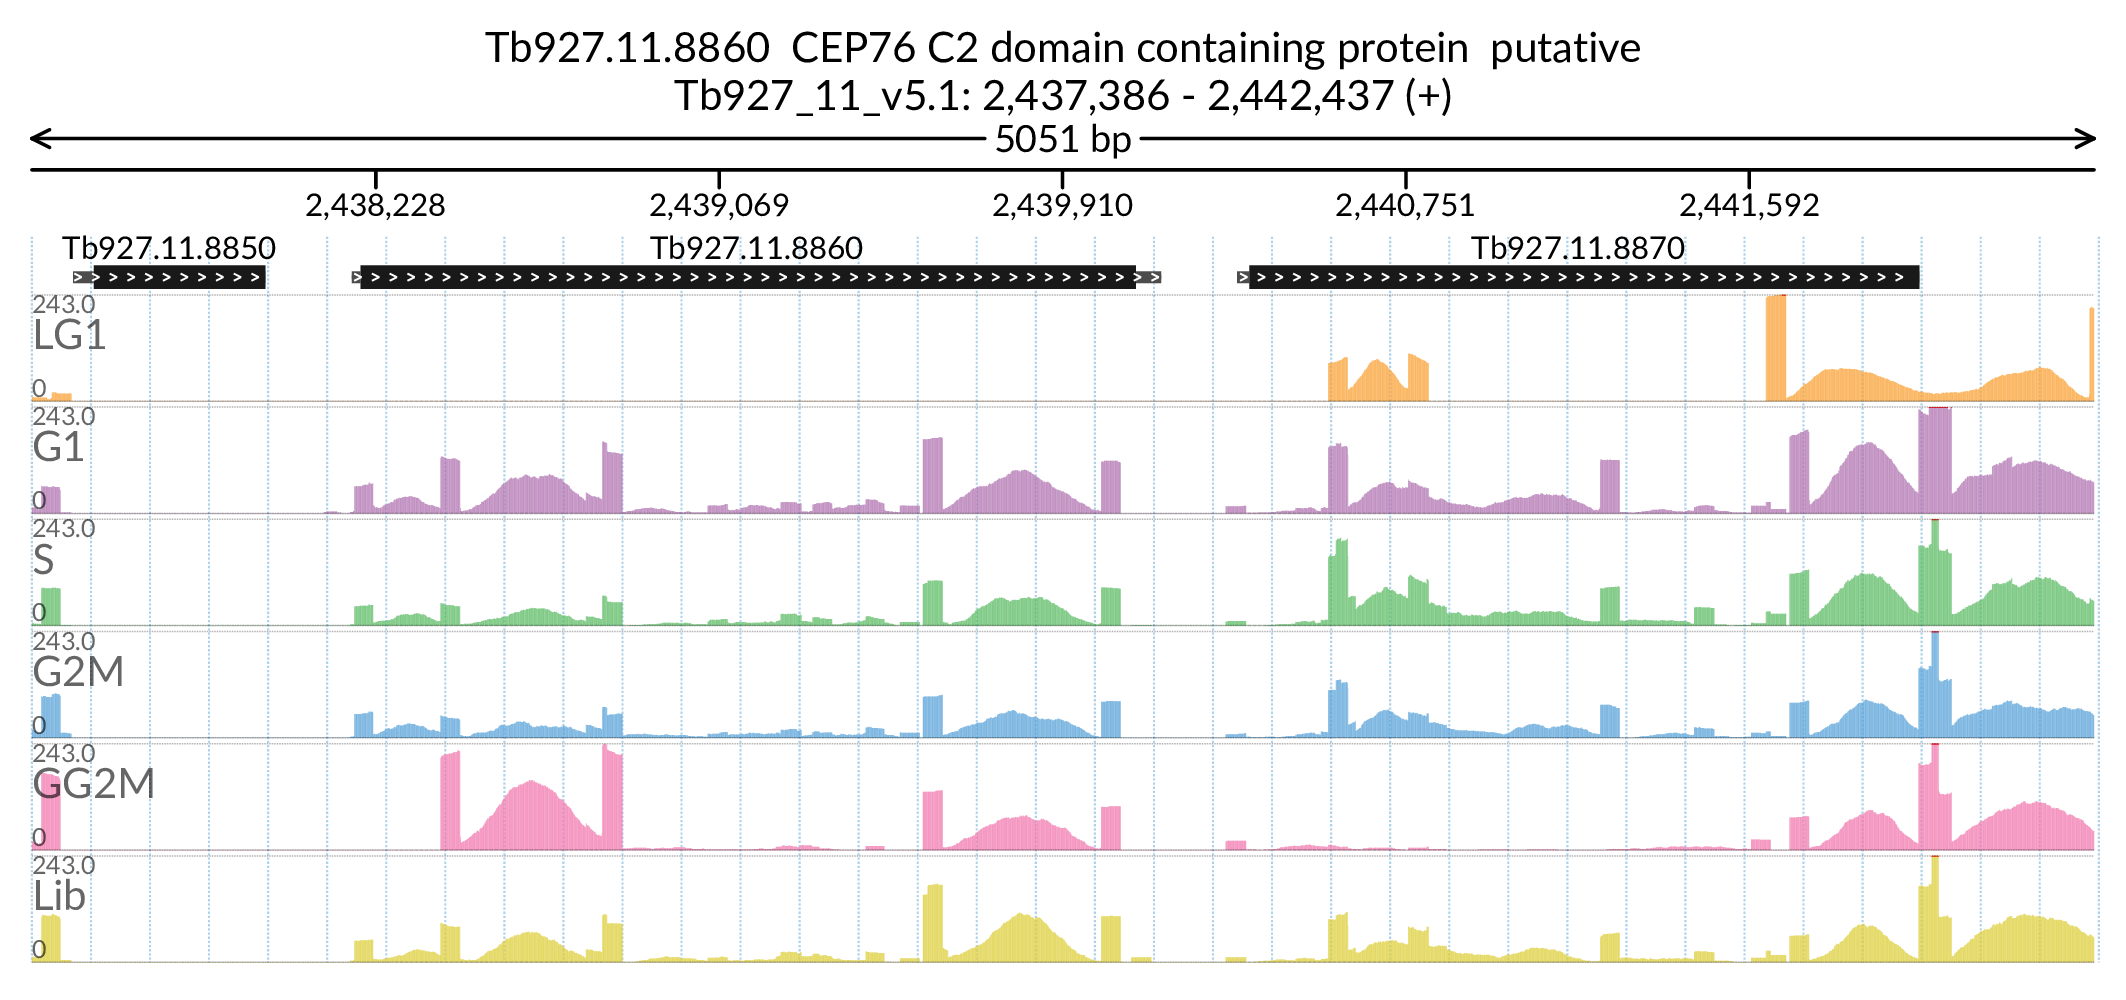 Tb927.11.8860  CEP76 C2 domain containing protein  putative
Tb927_11_v5.1: 2,437,386 - 2,442,437 (+)
5051 bp
2,438,228 2,439,069 2,439,910 2,440,751 2,441,592
Tb927.11.8850 Tb927.11.8860 Tb927.11.8870
243.0
LG1
0
243.0
G1
0
243.0
S
0
243.0
G2M
0
243.0
GG2M
0
243.0
Lib
0